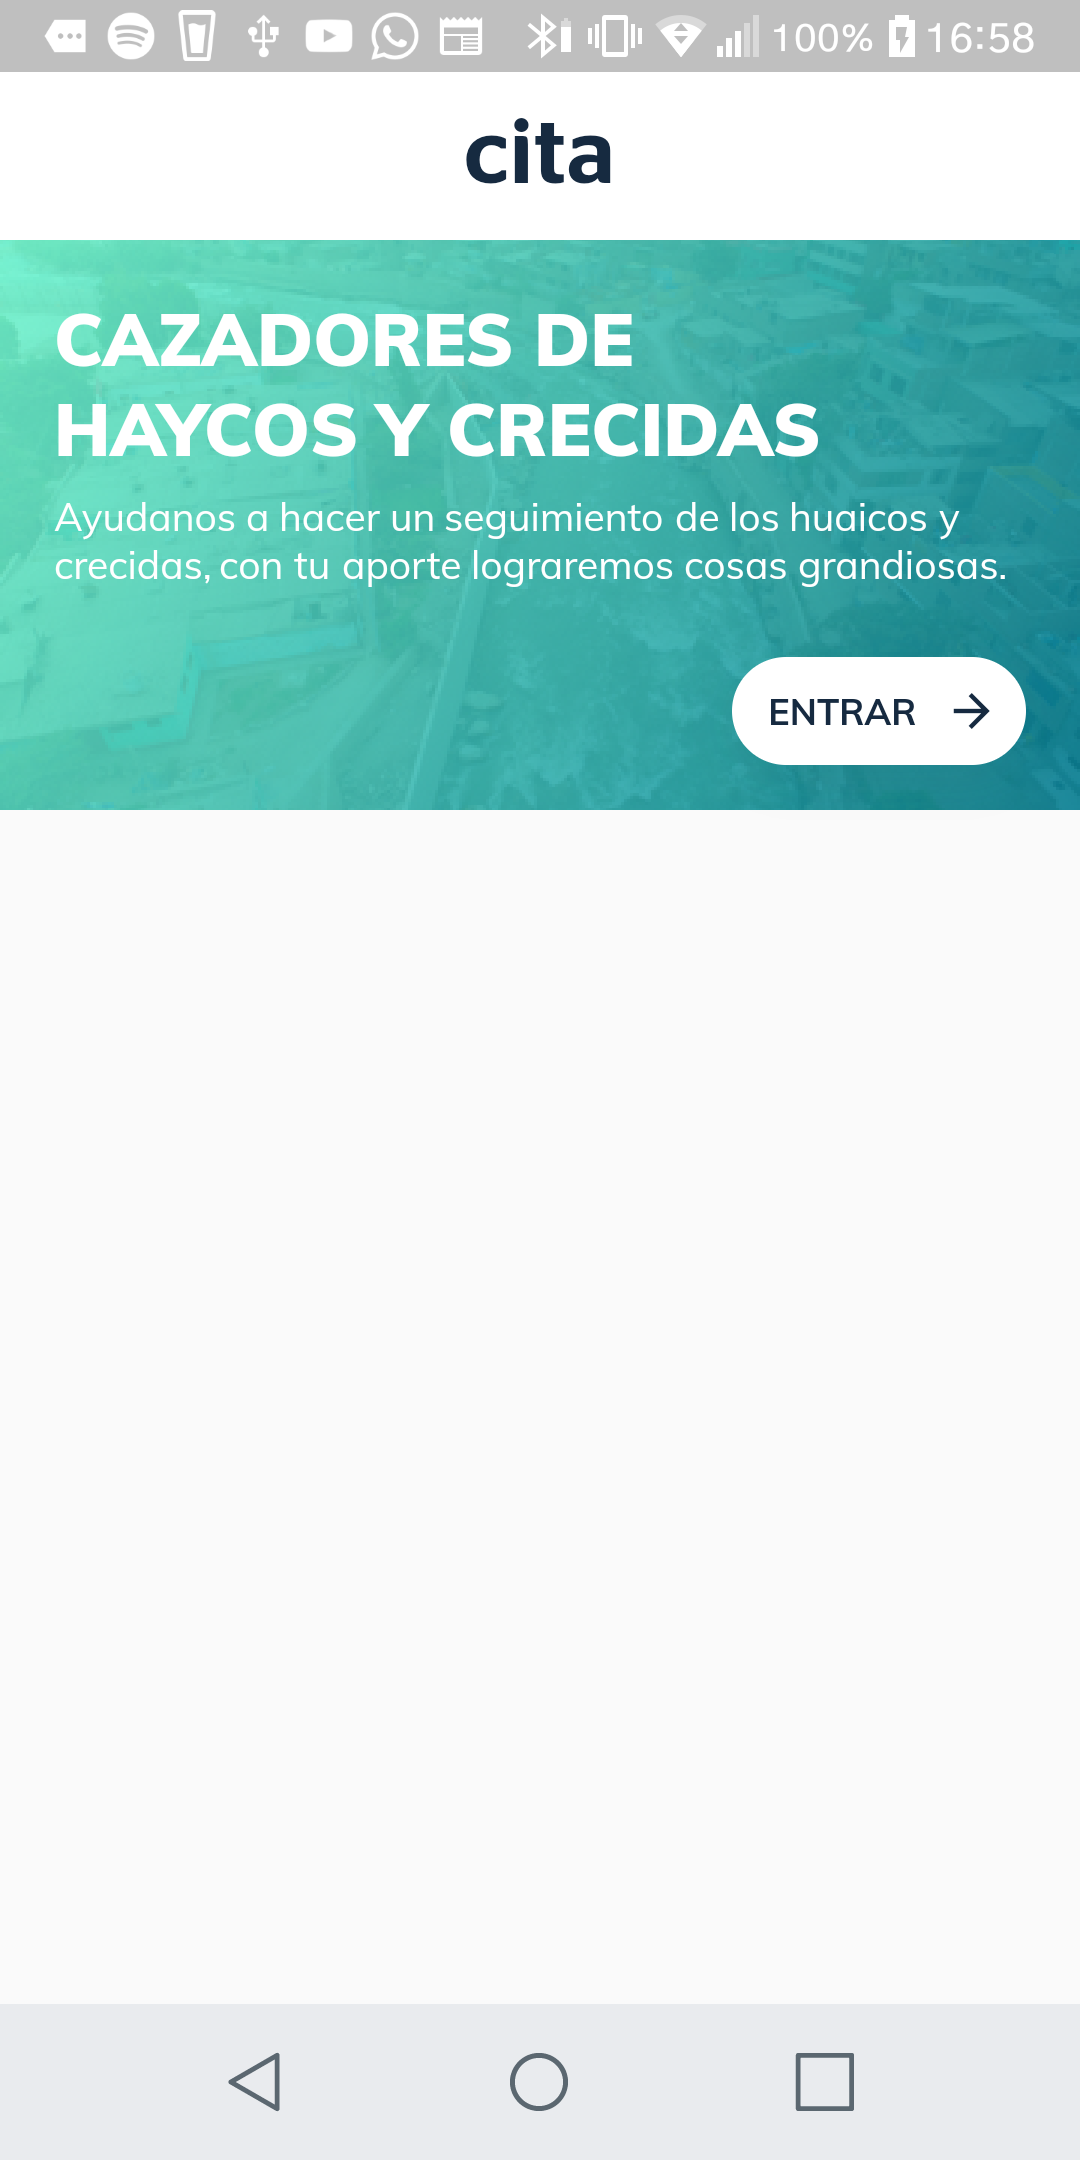 100% 16:58
cita
CAZADORES DE
HAYCOS Y CRECIDAS
Ayudanos a hacer un seguimiento de los huaicos y
crecidas, con tu aporte lograremos cosas grandiosas.
ENTRAR